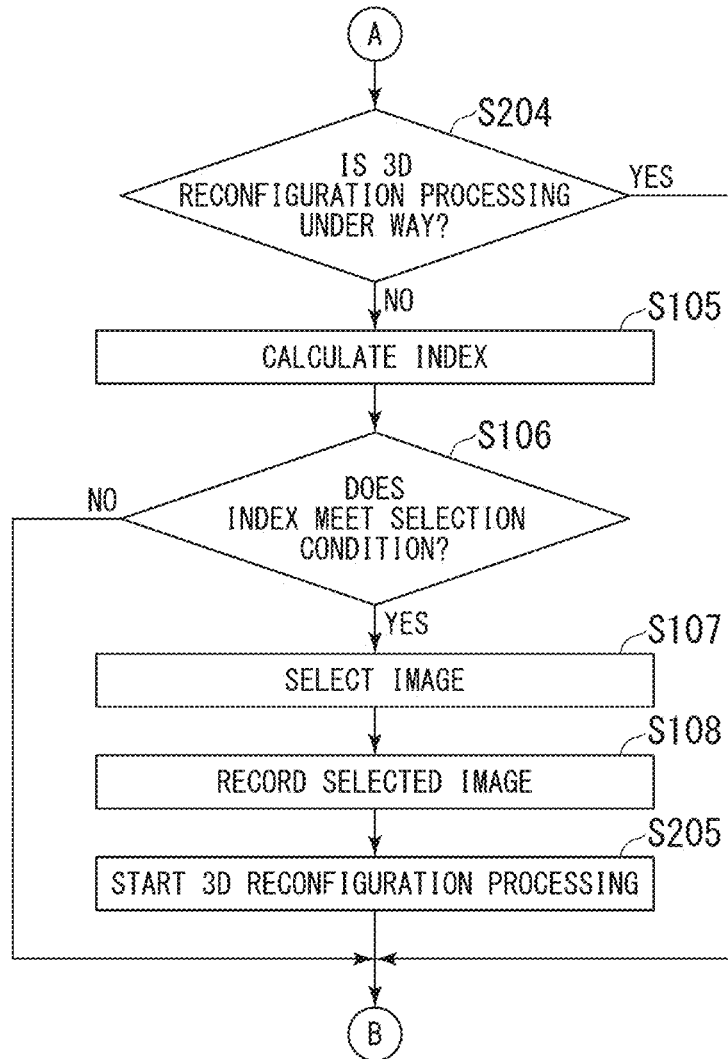 A
S204
IS 3D
RECONFIGURATION PROCESSING
UNDER WAY?
YES
NO
S105
CALCULATE INDEX
S106
NO
DOES
INDEX MEET SELECTION
CONDITION?
YES
S107
SELECT IMAGE
S108
RECORD SELECTED IMAGE
S205
START 3D RECONFIGURATION PROCESSING
B